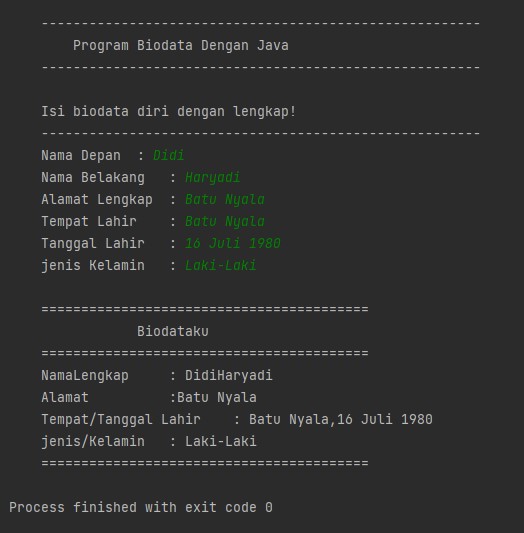 -------------------------------------------------------
Program Biodata Dengan Java
-------------------------------------------------------
Isi biodata diri dengan lengkap!
-------------------------------------------------------
Nama Depan  : Didi
Nama Belakang   : Haryadi
Alamat Lengkap  : Batu Nyala
Tempat Lahir    : Batu Nyala
Tanggal Lahir   : 16 Juli 1980
jenis Kelamin   : Laki-Laki
=========================================
Biodataku
=========================================
NamaLengkap     : DidiHaryadi
Alamat          :Batu Nyala
Tempat/Tanggal Lahir    : Batu Nyala,16 Juli 1980
jenis/Kelamin   : Laki-Laki
=========================================
Process finished with exit code 0